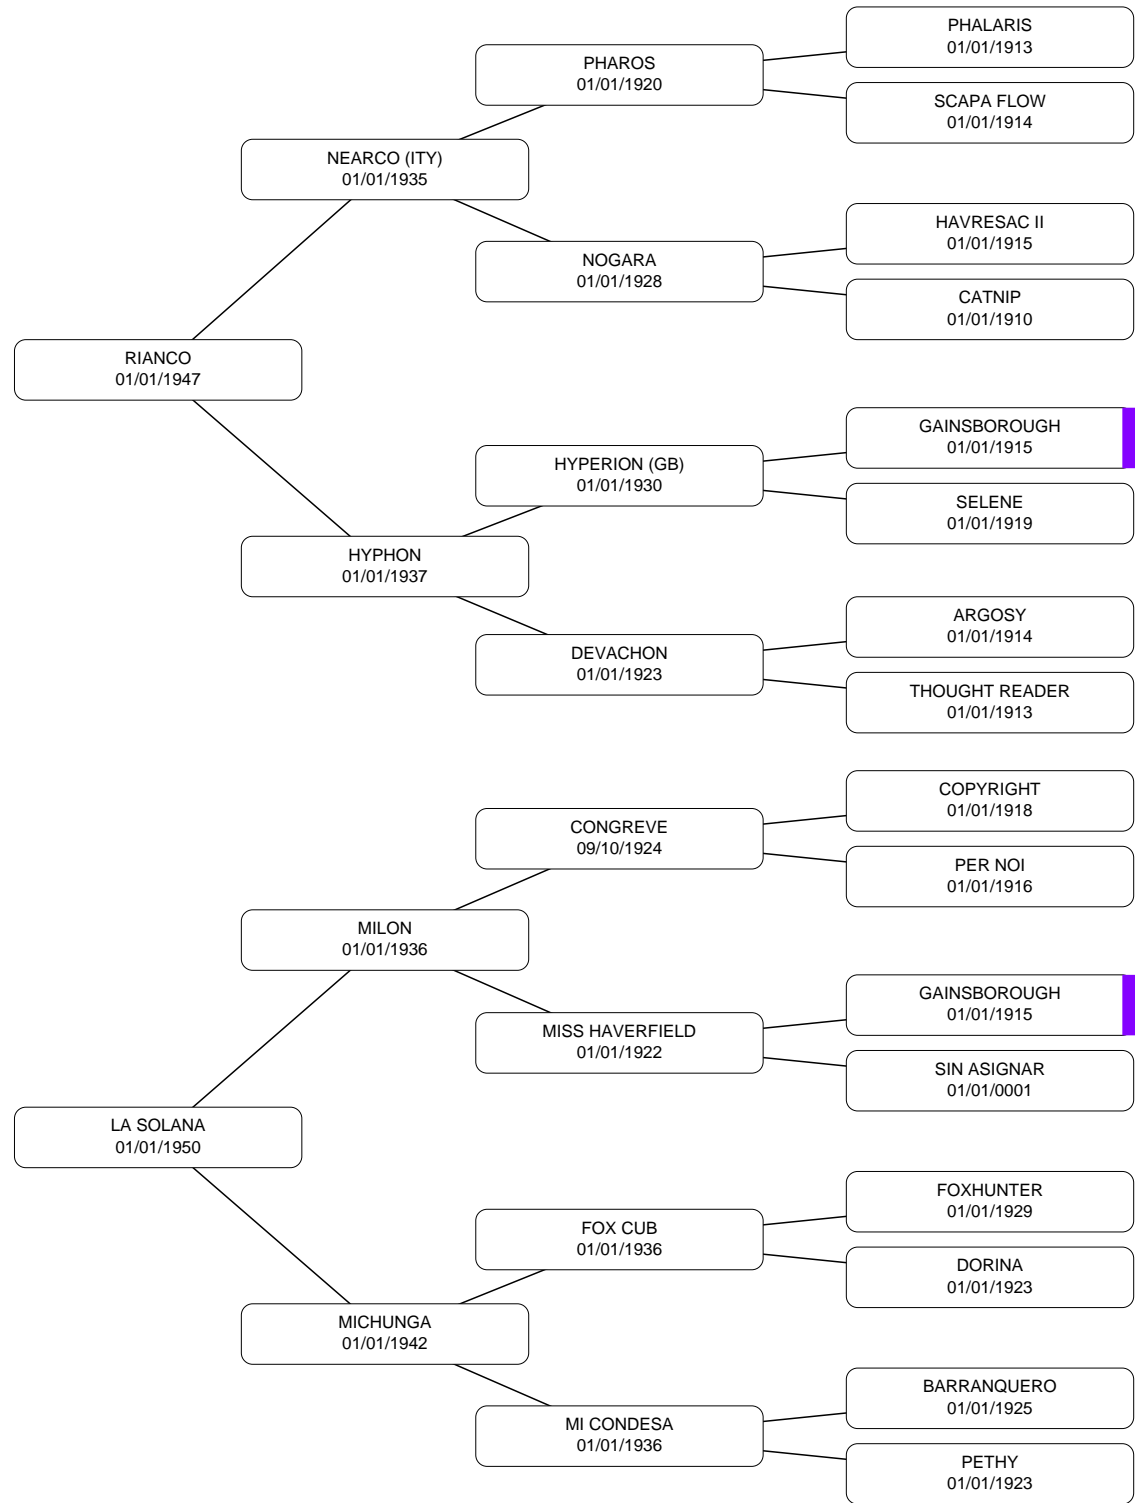 PHALARIS
01/01/1913
PHAROS
01/01/1920
SCAPA FLOW
01/01/1914
NEARCO (ITY)
01/01/1935
HAVRESAC II
01/01/1915
NOGARA
01/01/1928
CATNIP
01/01/1910
RIANCO
01/01/1947
GAINSBOROUGH
01/01/1915
HYPERION (GB)
01/01/1930
SELENE
01/01/1919
HYPHON
01/01/1937
ARGOSY
01/01/1914
DEVACHON
01/01/1923
THOUGHT READER
01/01/1913
COPYRIGHT
01/01/1918
CONGREVE
09/10/1924
PER NOI
01/01/1916
MILON
01/01/1936
GAINSBOROUGH
01/01/1915
MISS HAVERFIELD
01/01/1922
SIN ASIGNAR
01/01/0001
LA SOLANA
01/01/1950
FOXHUNTER
01/01/1929
FOX CUB
01/01/1936
DORINA
01/01/1923
MICHUNGA
01/01/1942
BARRANQUERO
01/01/1925
MI CONDESA
01/01/1936
PETHY
01/01/1923